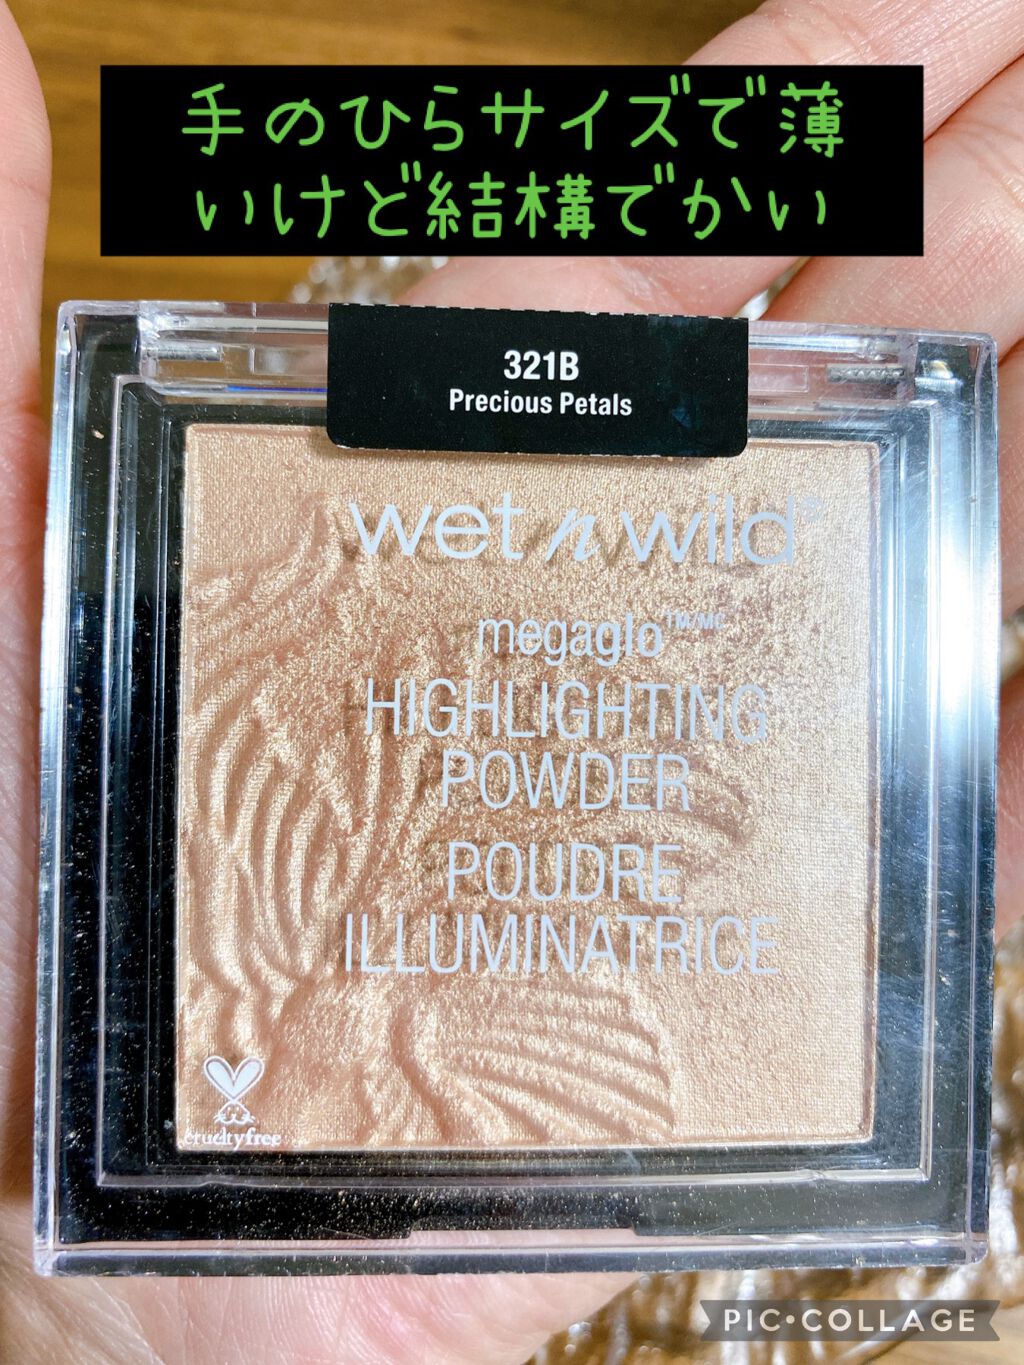 手のひらサイズで薄
いけど結構でかい
321B
Precious Petals
wet n wild®
megaglo™/MC
HIGHLIGHTING
POWDER
POUDRE
ILLUMINATRICE
crueltyfree
PIC•COLLAGE